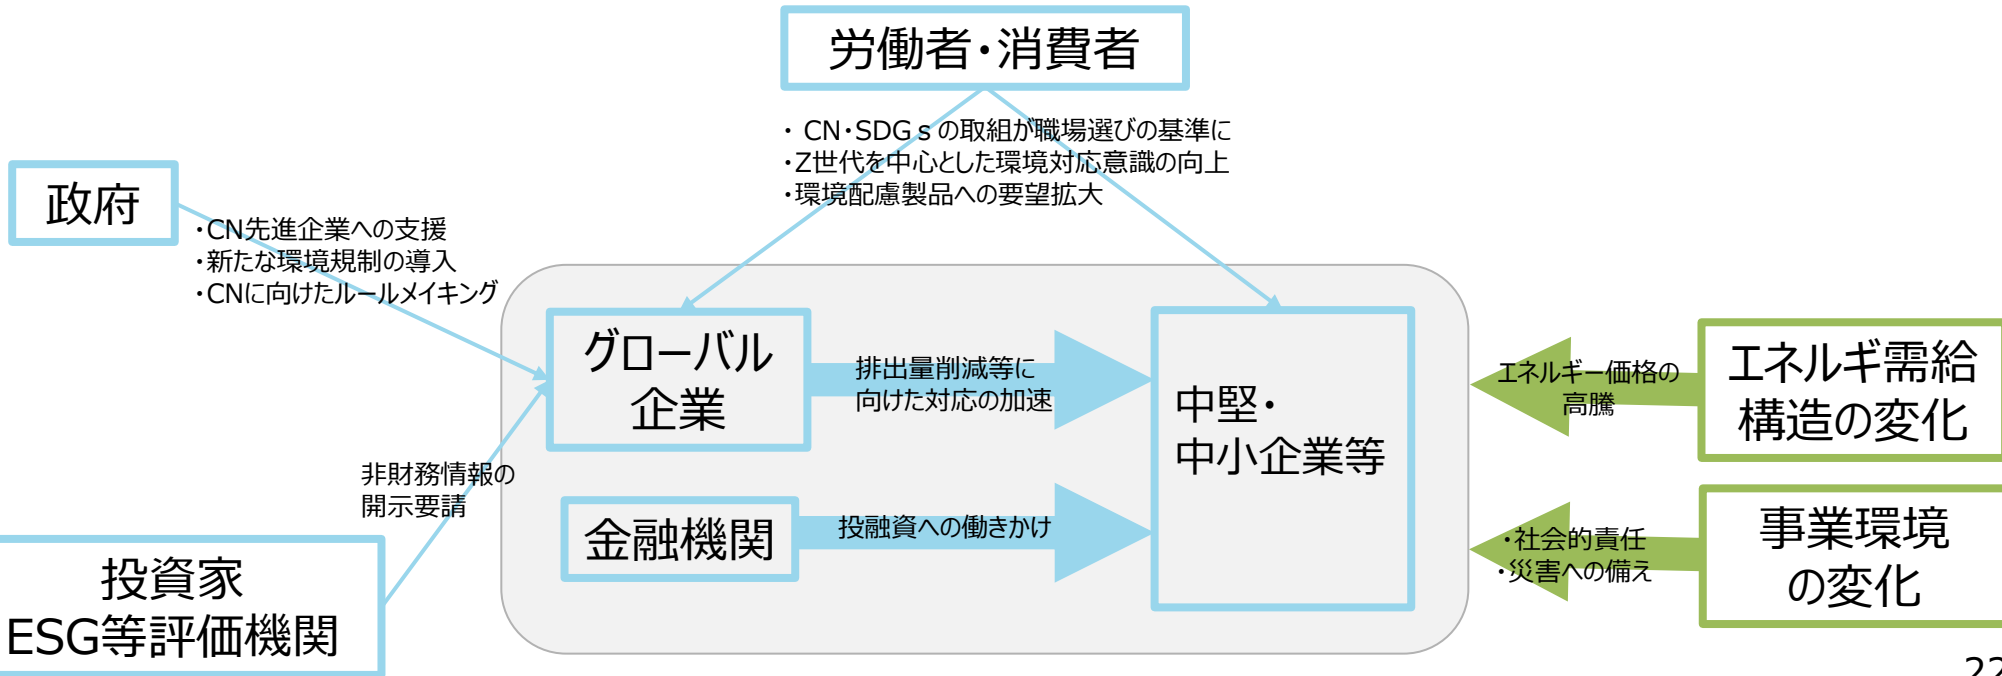 労働者・消費者
・ CN・SDGｓの取組が職場選びの基準に
・Z世代を中心とした環境対応意識の向上
・環境配慮製品への要望拡大
政府
・CN先進企業への支援
・新たな環境規制の導入
・CNに向けたルールメイキング
グローバル
企業
排出量削減等に
向けた対応の加速
中堅・
中小企業等
エネルギー価格の
高騰
エネルギ需給
構造の変化
非財務情報の
開示要請
金融機関
投融資への働きかけ
・社会的責任
・災害への備え
事業環境
の変化
投資家
ESG等評価機関
22